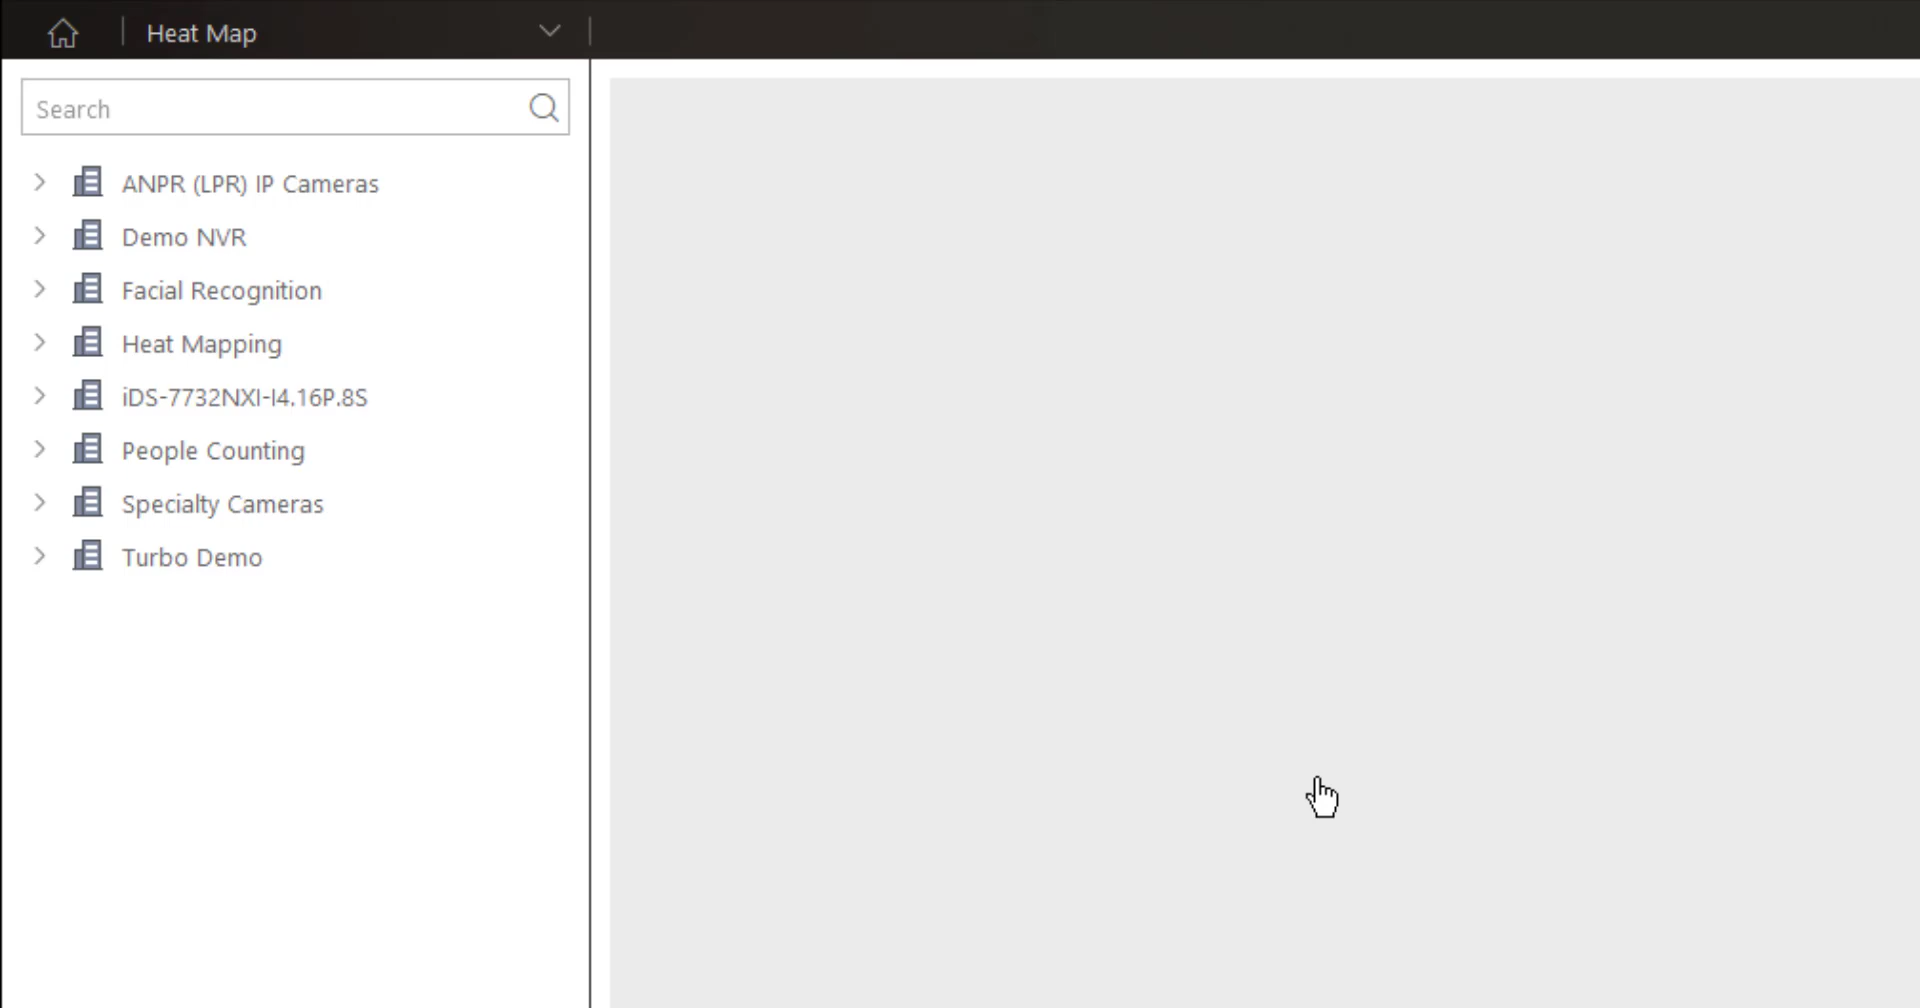 Heat Map
Search
ANPR (LPR) IP Cameras
Demo NVR
Facial Recognition
Heat Mapping
iDS-7732NXI-I4.16P.8S
People Counting
Specialty Cameras
Turbo Demo